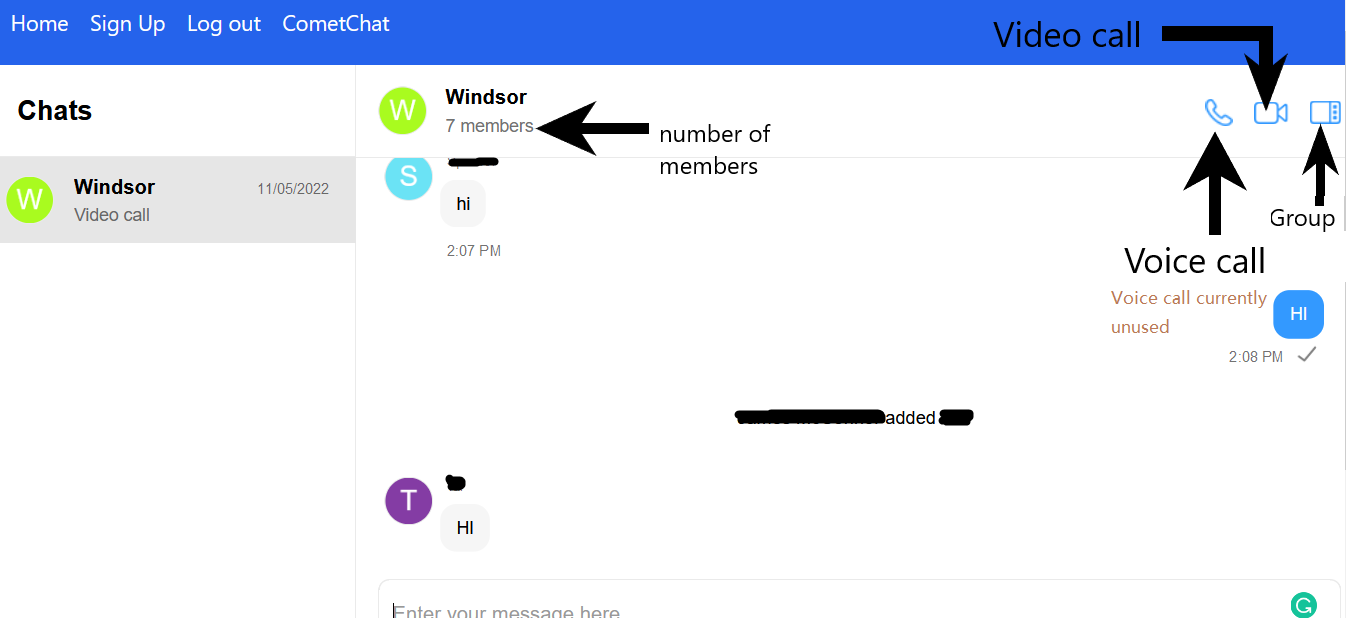 Home Sign Up Log out CometChat
Video call
Chats
W
Windsor
7 members
number of
members
W
Windsor
11/05/2022
Video call
S
hi
2:07 PM
Group
Voice call
Voice call currently
unused
HI
2:08 PM
added
T
HI
Enter your message here
G